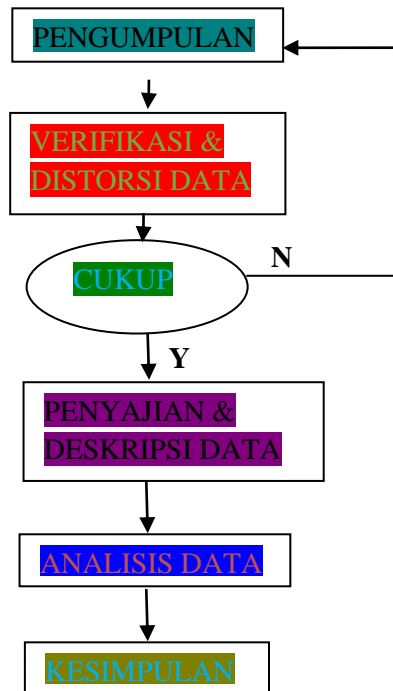 PENGUMPULAN
VERIFIKASI &
DISTORSI DATA
CUKUP
N
Y
PENYAJIAN &
DESKRIPSI DATA
ANALISIS DATA
KESIMPULAN